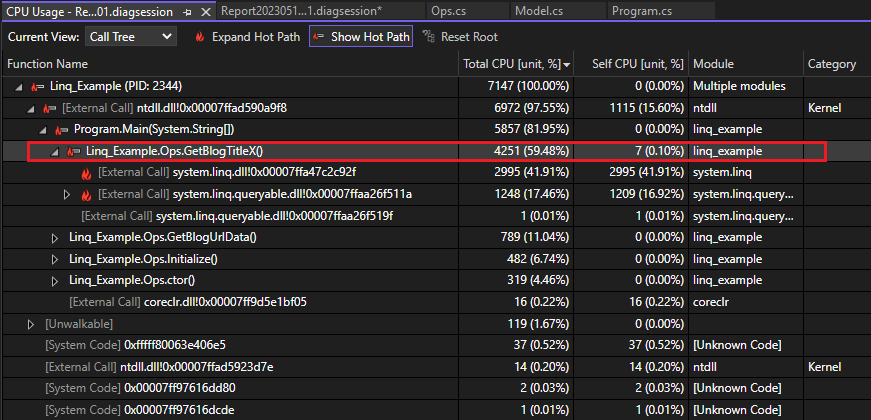 CPU Usage - Re...01.diagsession Report2023051...1.diagsession* Ops.cs Model.cs Program.cs
Current View: Call Tree Expand Hot Path Show Hot Path Reset Root
Function Name Total CPU [unit, %] Self CPU [unit, %] Module Category
Linq_Example (PID: 2344) 7147 (100.00%) 0 (0.00%) Multiple modules
[External Call] ntdll.dll!0x00007ffad590a9f8 6972 (97.55%) 1115 (15.60%) ntdll Kernel
Program.Main(System.String[]) 5857 (81.95%) 0 (0.00%) linq_example
Linq_Example.Ops.GetBlogTitleX() 4251 (59.48%) 7 (0.10%) linq_example
[External Call] system.linq.dll!0x00007ffa47c2c92f 2995 (41.91%) 2995 (41.91%) system.linq
[External Call] system.linq.queryable.dll!0x00007ffaa26f511a 1248 (17.46%) 1209 (16.92%) system.linq.query...
[External Call] system.linq.queryable.dll!0x00007ffaa26f519f 1 (0.01%) 1 (0.01%) system.linq.query...
Linq_Example.Ops.GetBlogUrlData() 789 (11.04%) 0 (0.00%) linq_example
Linq_Example.Ops.Initialize() 482 (6.74%) 0 (0.00%) linq_example
Linq_Example.Ops.ctor() 319 (4.46%) 0 (0.00%) linq_example
[External Call] coreclr.dll!0x00007ff9d5e1bf05 16 (0.22%) 16 (0.22%) coreclr
[Unwalkable] 119 (1.67%) 0 (0.00%)
[System Code] 0xfffff80063e406e5 37 (0.52%) 37 (0.52%) [Unknown Code]
[External Call] ntdll.dll!0x00007ffad5923d7e 14 (0.20%) 14 (0.20%) ntdll Kernel
[System Code] 0x00007ff97616dd80 2 (0.03%) 2 (0.03%) [Unknown Code]
[System Code] 0x00007ff97616dcde 1 (0.01%) 1 (0.01%) [Unknown Code]